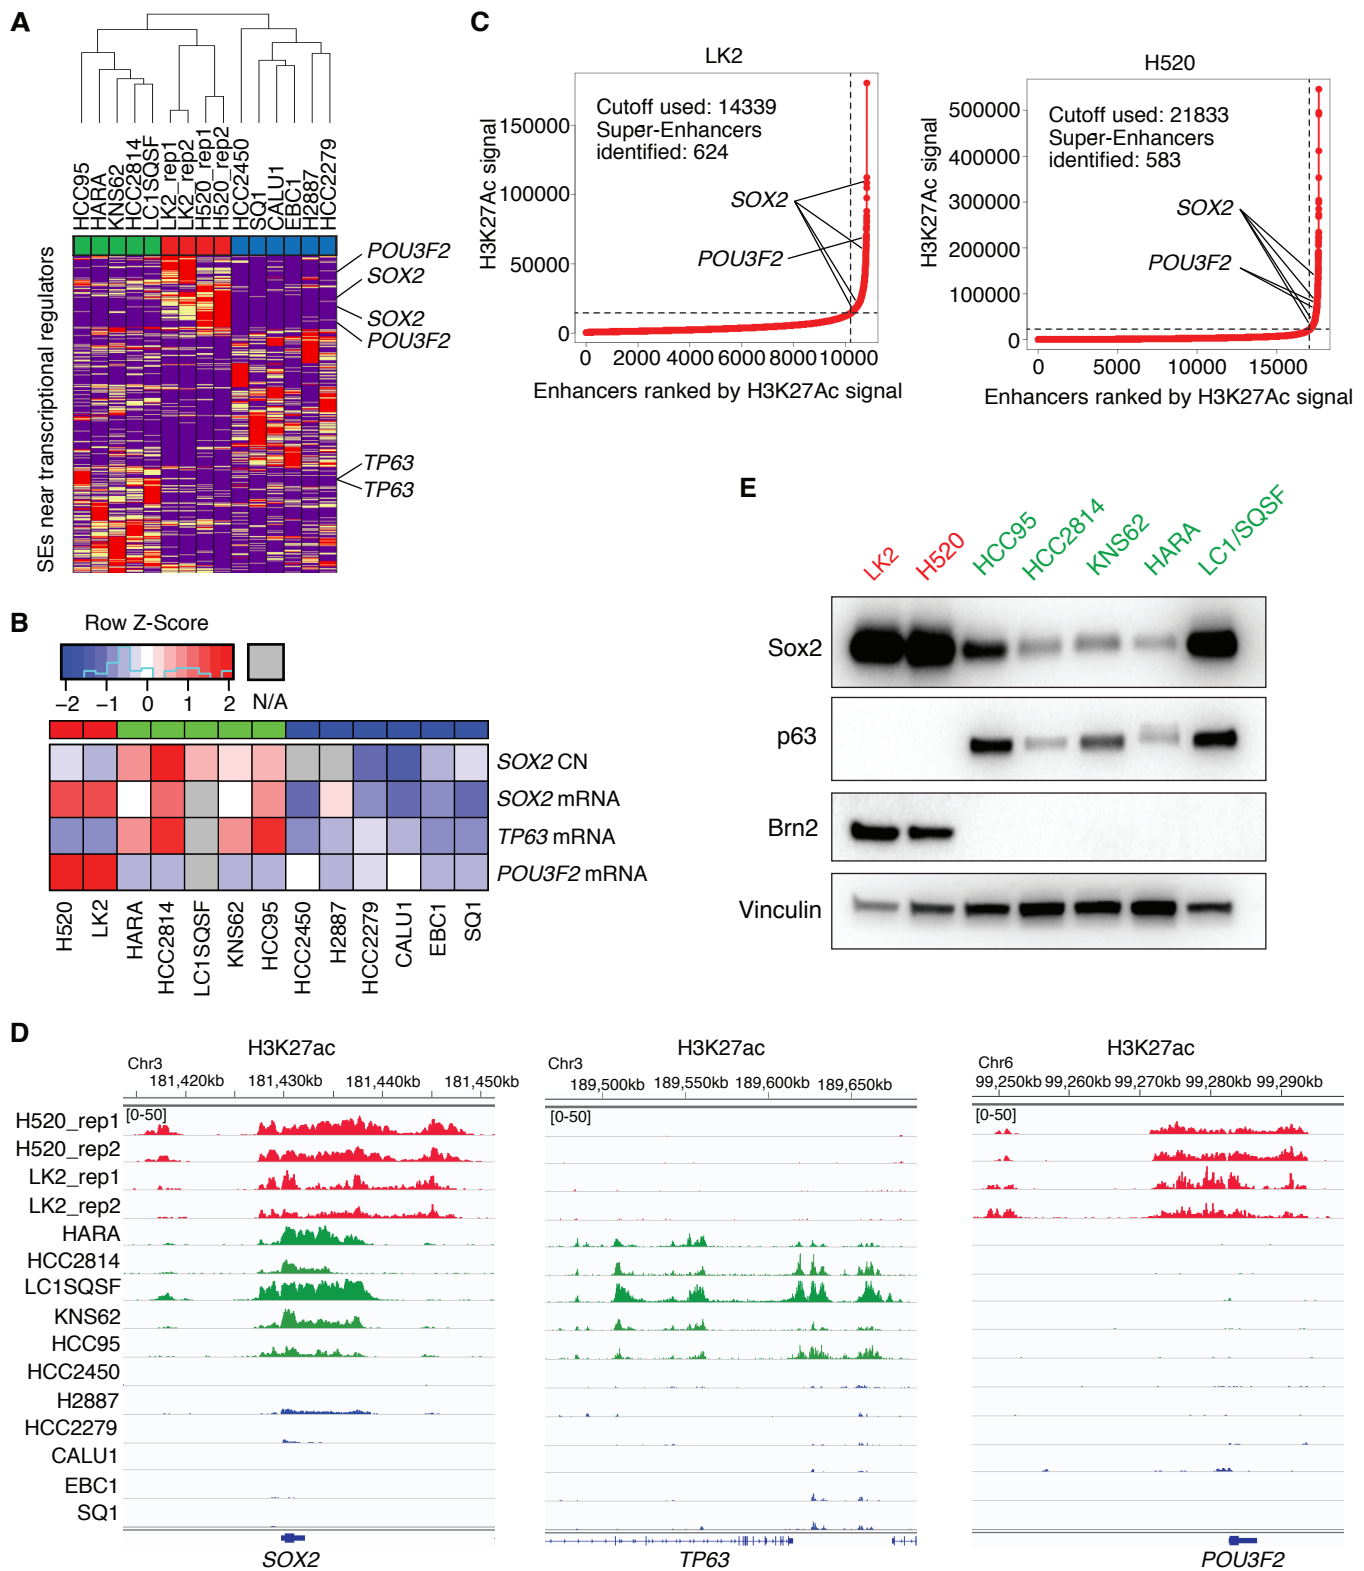 A
HCC95
HARA
KNS62
HCC2814
LC1SQSF
LK2_rep1
LK2_rep2
H520_rep1
H520_rep2
HCC2450
SQ1
CALU1
EBC1
H2887
HCC2279
SEs near transcriptional regulators
POU3F2
SOX2
SOX2
POU3F2
TP63
TP63
B
Row Z-Score
−2 −1 0 1 2
N/A
SOX2 CN
SOX2 mRNA
TP63 mRNA
POU3F2 mRNA
H520
LK2
HARA
HCC2814
LC1SQSF
KNS62
HCC95
HCC2450
H2887
HCC2279
CALU1
EBC1
SQ1
C
LK2
H3K27Ac signal
150000
100000
50000
0
Cutoff used: 14339
Super-Enhancers
identified: 624
SOX2
POU3F2
0 2000 4000 6000 8000 10000
Enhancers ranked by H3K27Ac signal
H520
H3K27Ac signal
500000
400000
300000
200000
100000
0
Cutoff used: 21833
Super-Enhancers
identified: 583
SOX2
POU3F2
0 5000 10000 15000
Enhancers ranked by H3K27Ac signal
E
LK2
H520
HCC95
HCC2814
KNS62
HARA
LC1/SQSF
Sox2
p63
Brn2
Vinculin
D
H3K27ac
Chr3
181,420kb 181,430kb 181,440kb 181,450kb
[0-50]
H520_rep1
H520_rep2
LK2_rep1
LK2_rep2
HARA
HCC2814
LC1SQSF
KNS62
HCC95
HCC2450
H2887
HCC2279
CALU1
EBC1
SQ1
SOX2
H3K27ac
Chr3
189,500kb 189,550kb 189,600kb 189,650kb
[0-50]
TP63
H3K27ac
Chr6
99,250kb 99,260kb 99,270kb 99,280kb 99,290kb
[0-50]
POU3F2